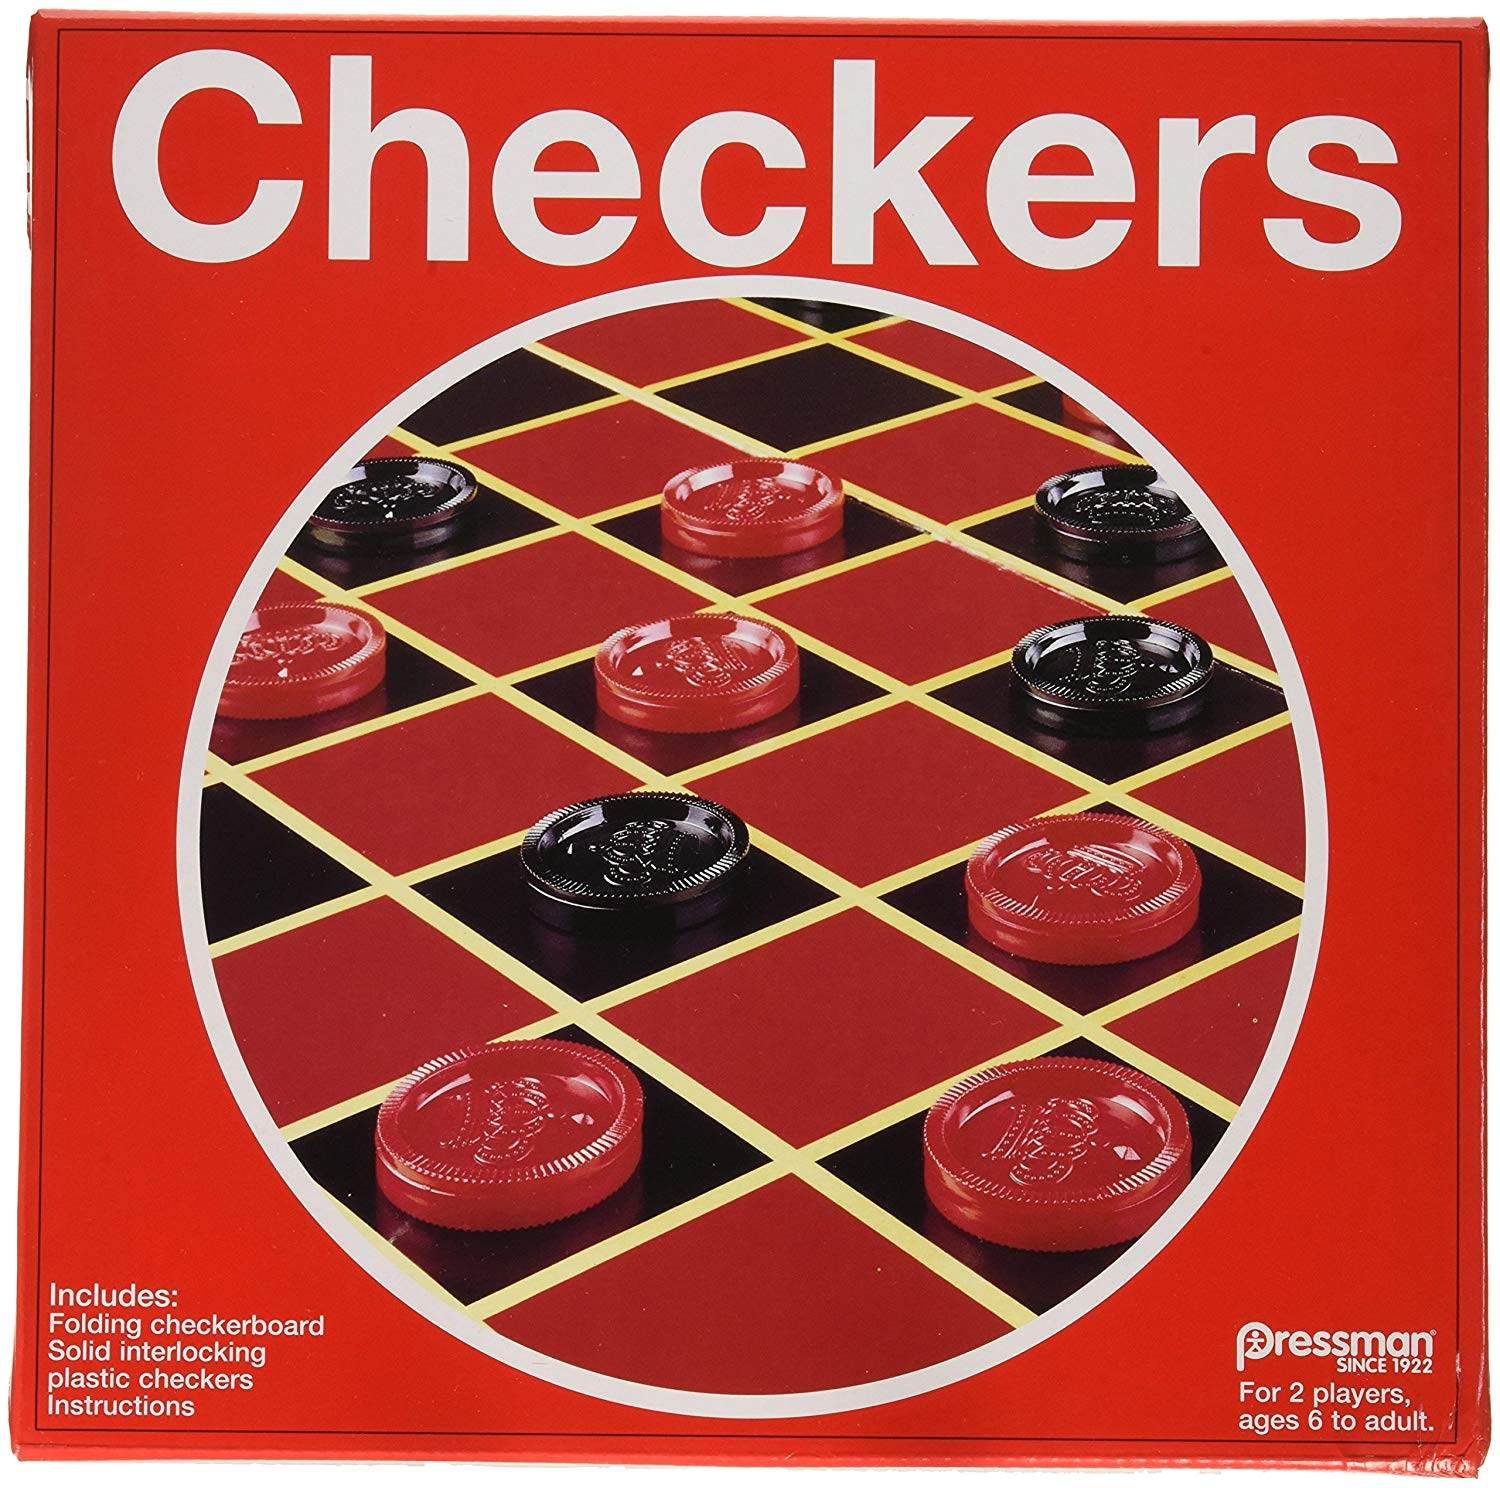 Checkers
Includes:
Folding checkerboard
Solid interlocking
plastic checkers
Instructions
pressman®
SINCE 1922
For 2 players,
ages 6 to adult.